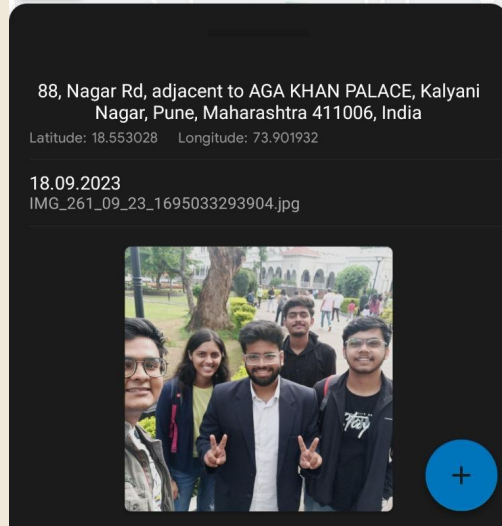 88, Nagar Rd, adjacent to AGA KHAN PALACE, Kalyani
Nagar, Pune, Maharashtra 411006, India
Latitude: 18.553028 Longitude: 73.901932
18.09.2023
IMG_261_09_23_1695033293904.jpg